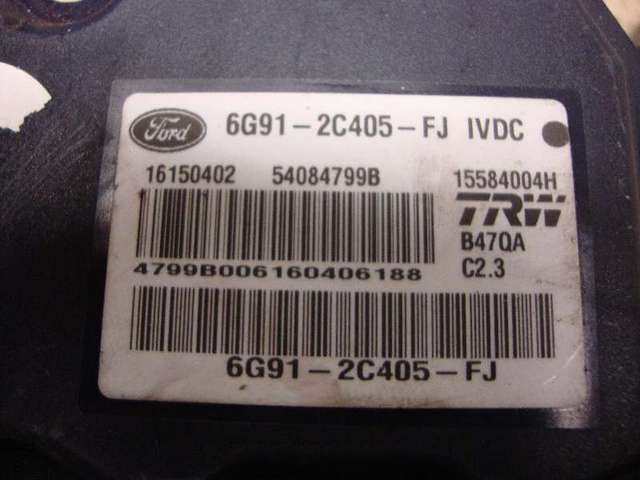 Ford 6G91-2C405-FJ IVDC
16150402 54084799B 15584004H
TRW
B47QA
4799B006160406188 C2.3
6G91-2C405-FJ